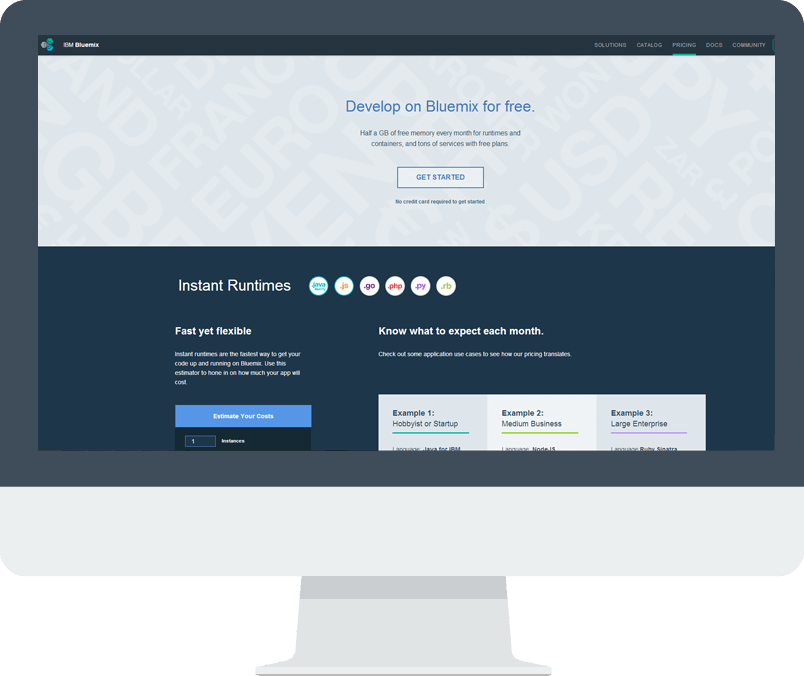 IBM Bluemix
SOLUTIONS CATALOG PRICING DOCS COMMUNITY
Develop on Bluemix for free.
Half a GB of free memory every month for runtimes and
containers, and tons of services with free plans.
GET STARTED
No credit card required to get started
Instant Runtimes
java
.js
.go
.php
.py
.rb
Fast yet flexible
Instant runtimes are the fastest way to get your
code up and running on Bluemix. Use this
estimator to hone in on how much your app will
cost.
Estimate Your Costs
1 Instances
Know what to expect each month.
Check out some application use cases to see how our pricing translates.
Example 1:
Hobbyist or Startup
Language: Java for IBM
Example 2:
Medium Business
Language: NodeJS
Example 3:
Large Enterprise
Language: Ruby Sinatra